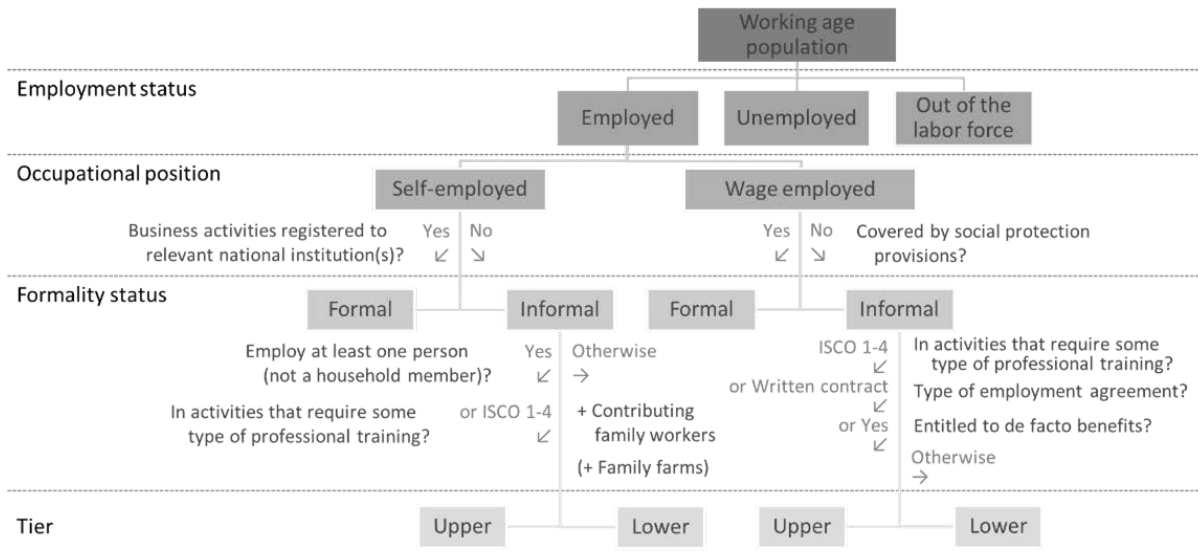 Working age
population
Employment status
Employed
Unemployed
Out of the
labor force
Occupational position
Self-employed
Wage employed
Business activities registered to
relevant national institution(s)?
Yes
No
↙
↘
Yes
No
↙
↘
Covered by social protection
provisions?
Formality status
Formal
Informal
Formal
Informal
Employ at least one person
(not a household member)?
Yes
↙
Otherwise
→
In activities that require some
type of professional training?
or ISCO 1-4
↙
+ Contributing
family workers
(+ Family farms)
ISCO 1-4
↙
In activities that require some
type of professional training?
or Written contract
↙
Type of employment agreement?
or Yes
↙
Entitled to de facto benefits?
Otherwise
→
Tier
Upper
Lower
Upper
Lower